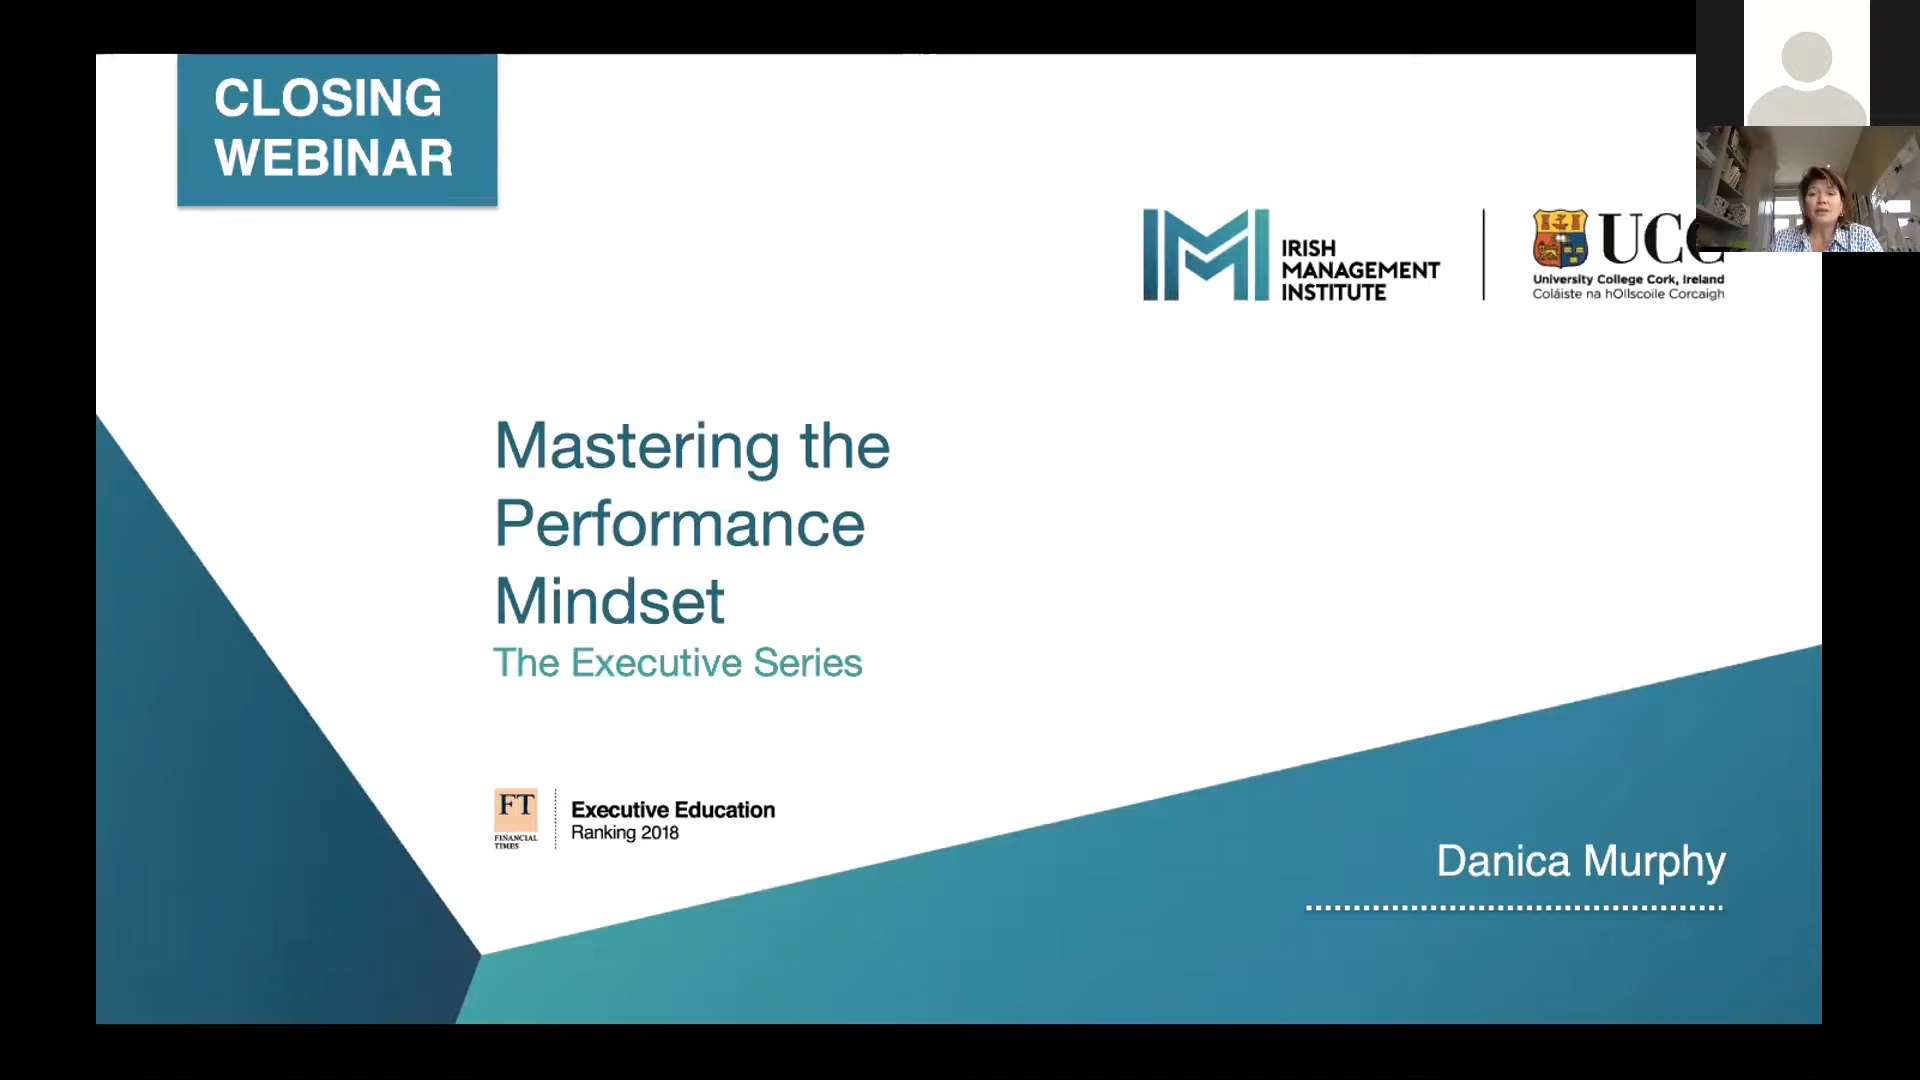 CLOSING
WEBINAR
IRISH
MANAGEMENT
INSTITUTE
UCC
University College Cork, Ireland
Coláiste na hOllscoile Corcaigh
Mastering the
Performance
Mindset
The Executive Series
FT
FINANCIAL
TIMES
Executive Education
Ranking 2018
Danica Murphy